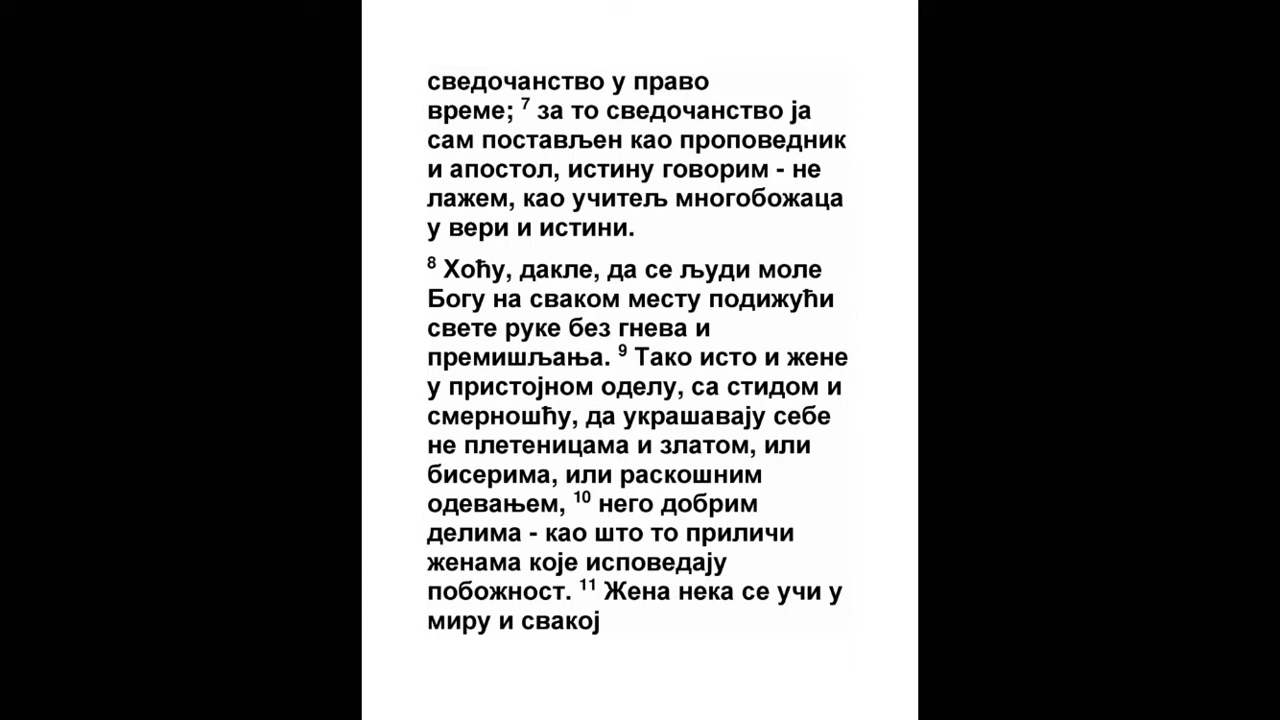 сведочанство у право
време; 7 за то сведочанство ја
сам постављен као проповедник
и апостол, истину говорим - не
лажем, као учитељ многобожаца
у вери и истини.
8 Хоћу, дакле, да се људи моле
Богу на сваком месту подижући
свете руке без гнева и
премишљања. 9 Тако исто и жене
у пристојном оделу, са стидом и
смерношћу, да украшавају себе
не плетеницама и златом, или
бисерима, или раскошним
одевањем, 10 него добрим
делима - као што то приличи
женама које исповедају
побожност. 11 Жена нека се учи у
миру и свакој